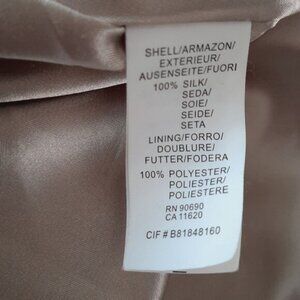 SHELL/ARMAZON/
EXTERIEUR/
AUSENSEITE/FUORI
100% SILK/
SEDA/
SOIE/
SEIDE/
SETA
LINING/FORRO/
DOUBLURE/
FUTTER/FODERA
100% POLYESTER/
POLIESTER/
POLIESTERE
RN 90690
CA 11620
CIF # B81848160